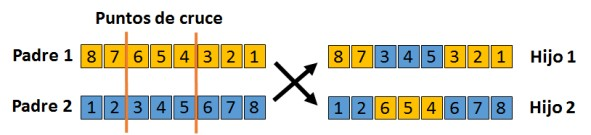 Puntos de cruce
Padre 1 8 7 6 5 4 3 2 1 8 7 3 4 5 3 2 1 Hijo 1
Padre 2 1 2 3 4 5 6 7 8 1 2 6 5 4 6 7 8 Hijo 2